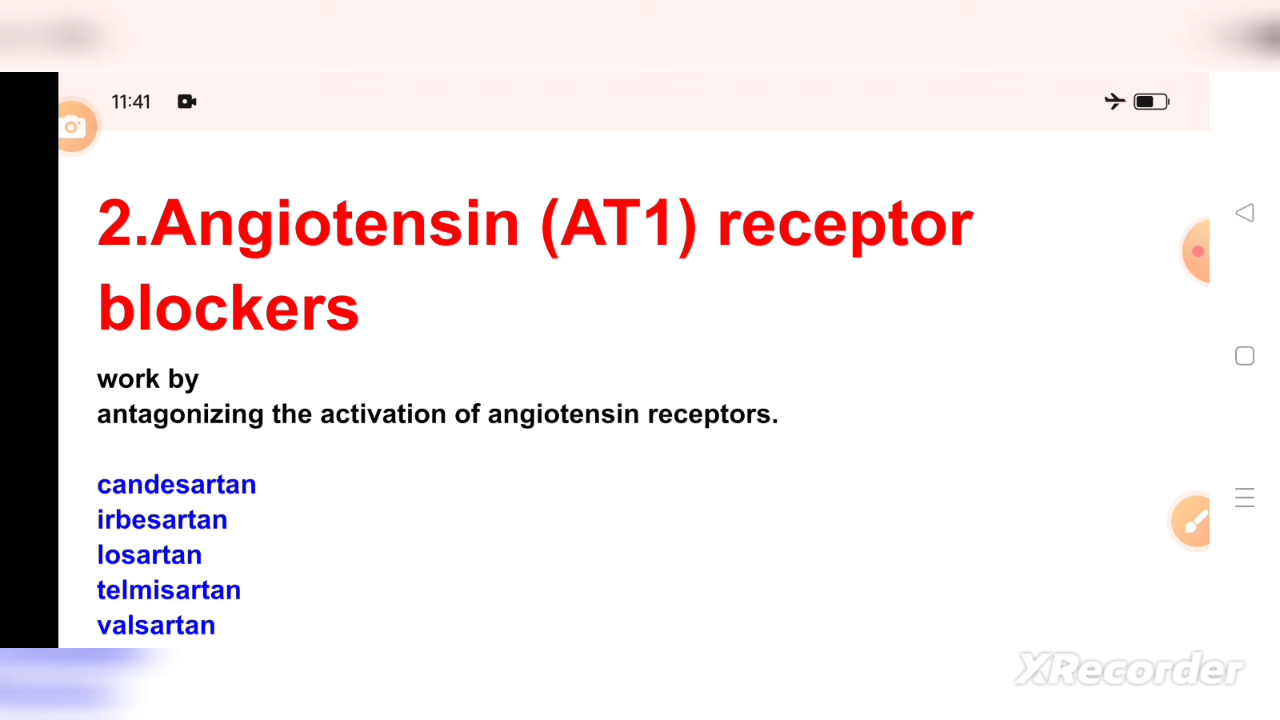 11:41
2.Angiotensin (AT1) receptor
blockers
work by
antagonizing the activation of angiotensin receptors.
candesartan
irbesartan
losartan
telmisartan
valsartan
XRecorder